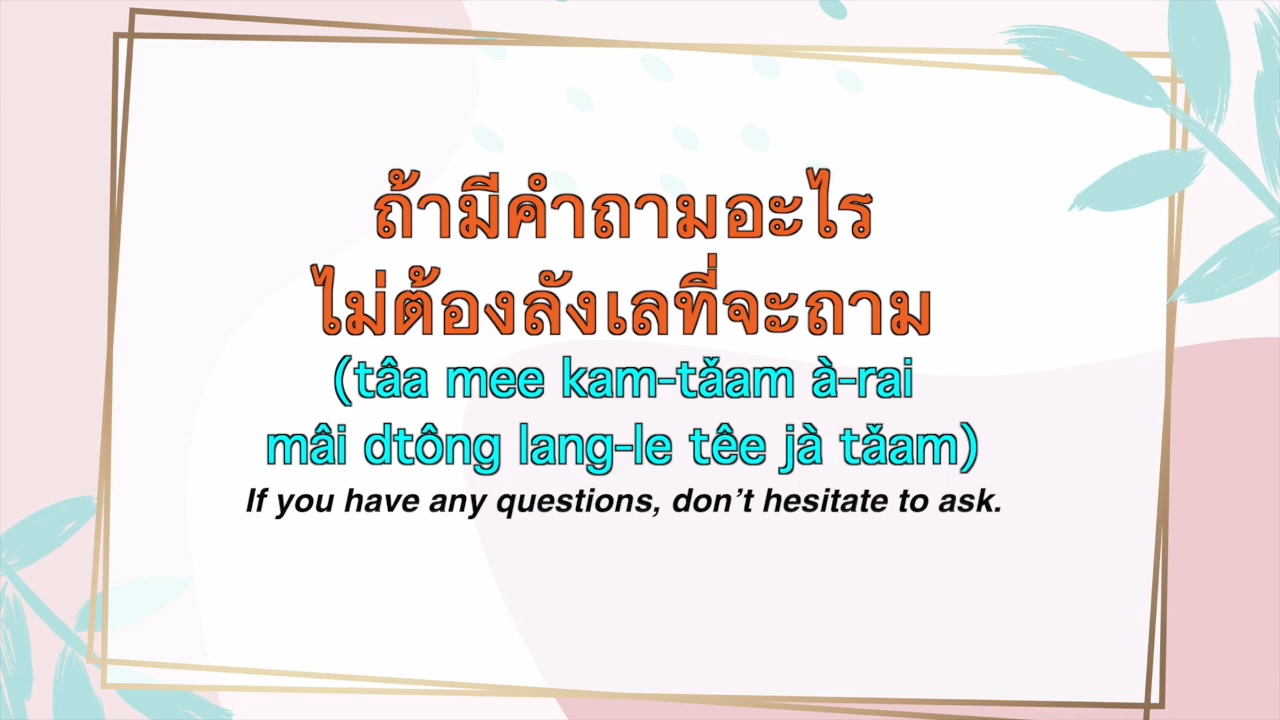 ถ้ามีคำถามอะไร
ไม่ต้องลังเลที่จะถาม
(tâa mee kam-tǎam à-rai
mâi dtông lang-le têe jà tǎam)
If you have any questions, don’t hesitate to ask.